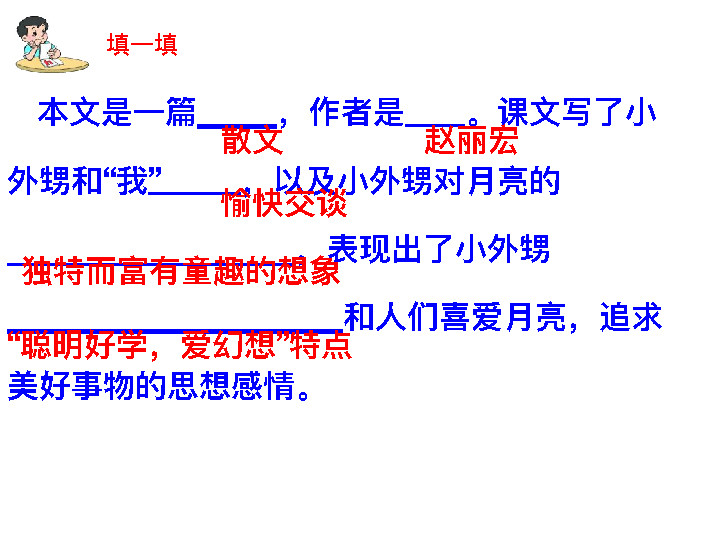 填一填
本文是一篇_____，作者是____。课文写了小
散文 赵丽宏
外甥和“我”______，以及小外甥对月亮的
愉快交谈
___________________，表现出了小外甥
独特而富有童趣的想象
_____________________和人们喜爱月亮，追求
“聪明好学，爱幻想”特点
美好事物的思想感情。